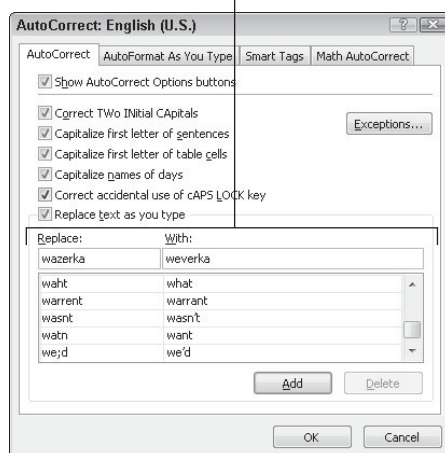 AutoCorrect: English (U.S.)
AutoCorrect AutoFormat As You Type Smart Tags Math AutoCorrect
Show AutoCorrect Options buttons
Correct TWo INitial CApitals
Exceptions...
Capitalize first letter of sentences
Capitalize first letter of table cells
Capitalize names of days
Correct accidental use of cAPS LOCK key
Replace text as you type
Replace: With:
wazerka weverka
waht what
warrent warrant
wasnt wasn't
watn want
we;d we'd
Add Delete
OK Cancel